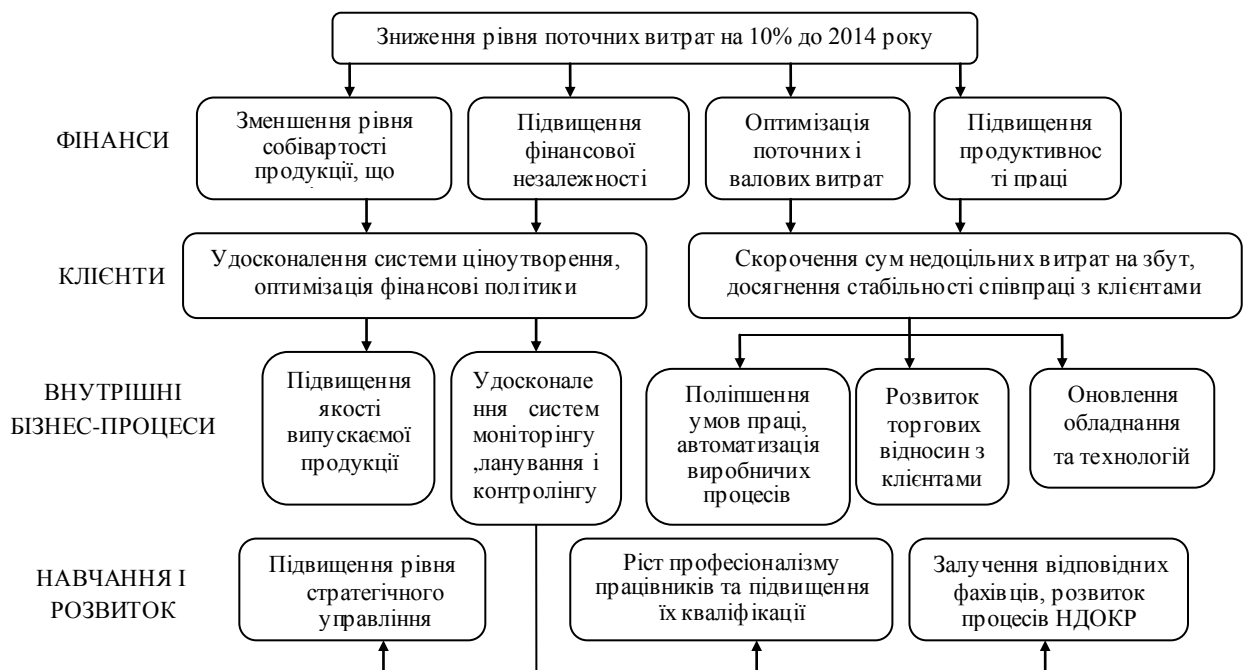 Зниження рівня поточних витрат на 10% до 2014 року
ФІНАНСИ
Зменшення рівня
собівартості
продукції, що
Підвищення
фінансової
незалежності
Оптимізація
поточних і
валових витрат
Підвищення
продуктивнос
ті праці
КЛІЄНТИ
Удосконалення системи ціноутворення,
оптимізація фінансові політики
Скорочення сум недоцільних витрат на збут,
досягнення стабільності співпраці з клієнтами
ВНУТРІШНІ
БІЗНЕС-ПРОЦЕСИ
Підвищення
якості
випускаємої
продукції
Удосконале
ння систем
моніторінгу
,ланування і
контролінгу
Поліпшення
умов праці,
автоматизація
виробничих
процесів
Розвиток
торгових
відносин з
клієнтами
Оновлення
обладнання
та технологій
НАВЧАННЯ І
РОЗВИТОК
Підвищення рівня
стратегічного
управління
Ріст професіоналізму
працівників та підвищення
їх кваліфікації
Залучення відповідних
фахівців, розвиток
процесів НДОКР